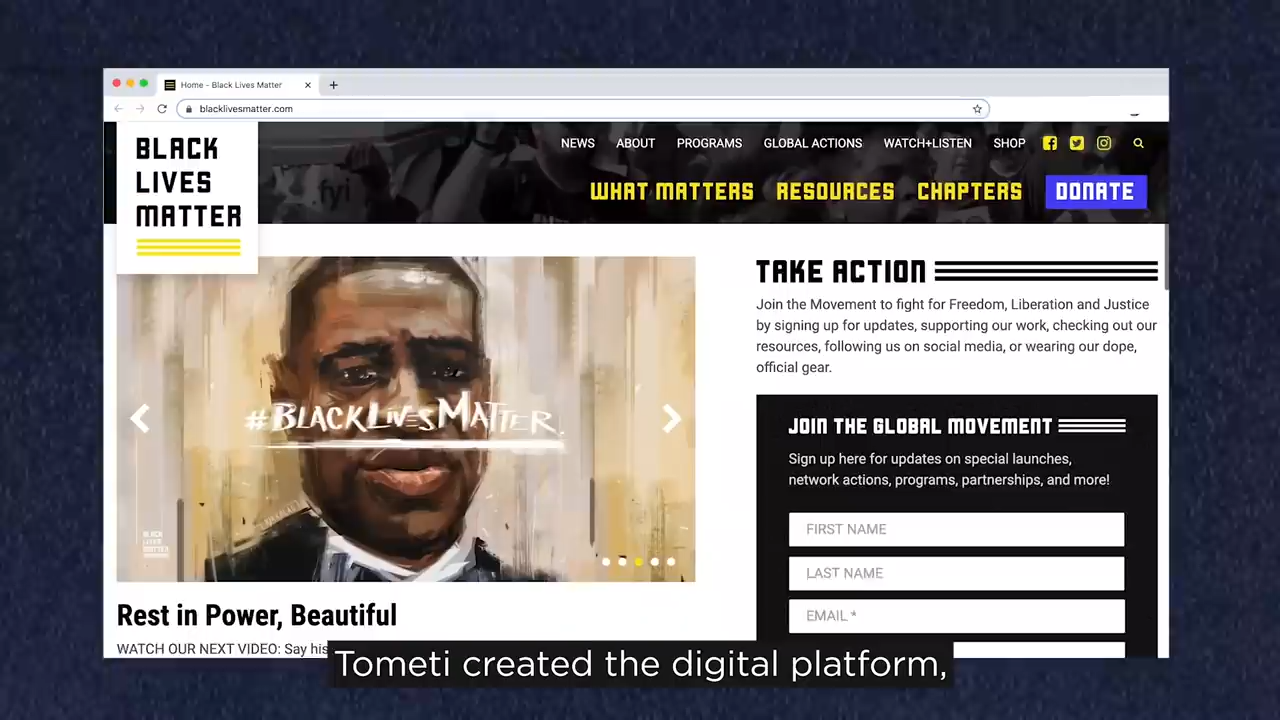 Home - Black Lives Matter
blacklivesmatter.com
BLACK
LIVES
MATTER
fyi
NEWS ABOUT PROGRAMS GLOBAL ACTIONS WATCH+LISTEN SHOP
WHAT MATTERS RESOURCES CHAPTERS DONATE
#BLACKLIVESMATTER.
BLACK
LIVES
MATTER
Rest in Power, Beautiful
WATCH OUR NEXT VIDEO: Say his
TAKE ACTION
Join the Movement to fight for Freedom, Liberation and Justice
by signing up for updates, supporting our work, checking out our
resources, following us on social media, or wearing our dope,
official gear.
JOIN THE GLOBAL MOVEMENT
Sign up here for updates on special launches,
network actions, programs, partnerships, and more!
FIRST NAME
LAST NAME
EMAIL *
Tometi created the digital platform,